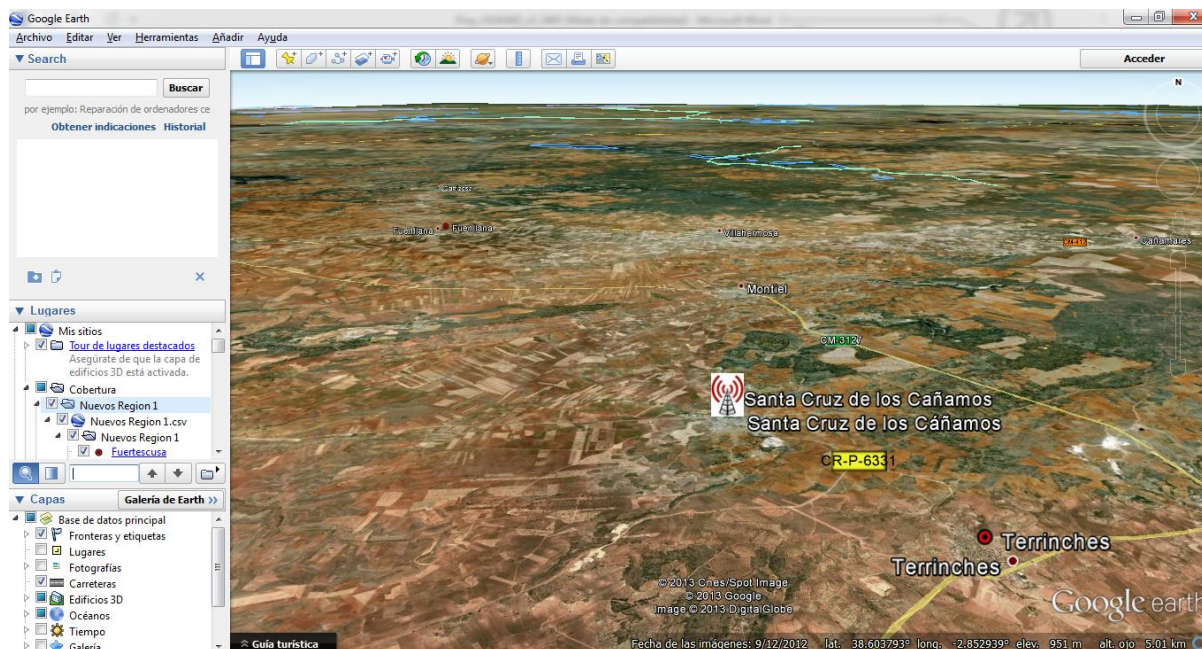 Google Earth
Archivo Editar Ver Herramientas Añadir Ayuda
Search
Buscar
por ejemplo: Reparación de ordenadores ce
Obtener indicaciones Historial
Lugares
Mis sitios
Tour de lugares destacados
Asegúrate de que la capa de
edificios 3D está activada.
Cobertura
Nuevos Region 1
Nuevos Region 1.csv
Nuevos Region 1
Fuertescusa
Capas
Galería de Earth >>
Base de datos principal
Fronteras y etiquetas
Lugares
Fotografías
Carreteras
Edificios 3D
Océanos
Tiempo
Galería
Acceder
N
Fuenllana
Fuenllana
Villahermosa
Cañamares
Montiel
CM-3127
Santa Cruz de los Cañamos
Santa Cruz de los Cáñamos
CR-P-6331
Terrinches
Terrinches
© 2013 Cnes/Spot Image
© 2013 Google
Image © 2013 DigitalGlobe
Google earth
Guía turística
Fecha de las imágenes: 9/12/2012 lat. 38.603793° long. -2.852939° elev. 951 m alt. ojo 5.01 km